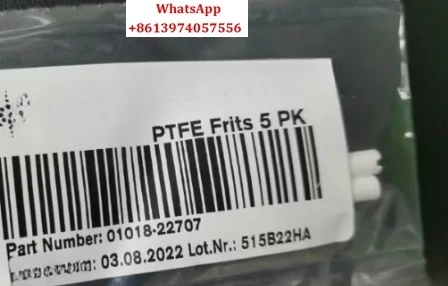 WhatsApp
+8613974057556
PTFE Frits 5 PK
Part Number: 01018-22707
03.08.2022 Lot.Nr.: 515B22HA